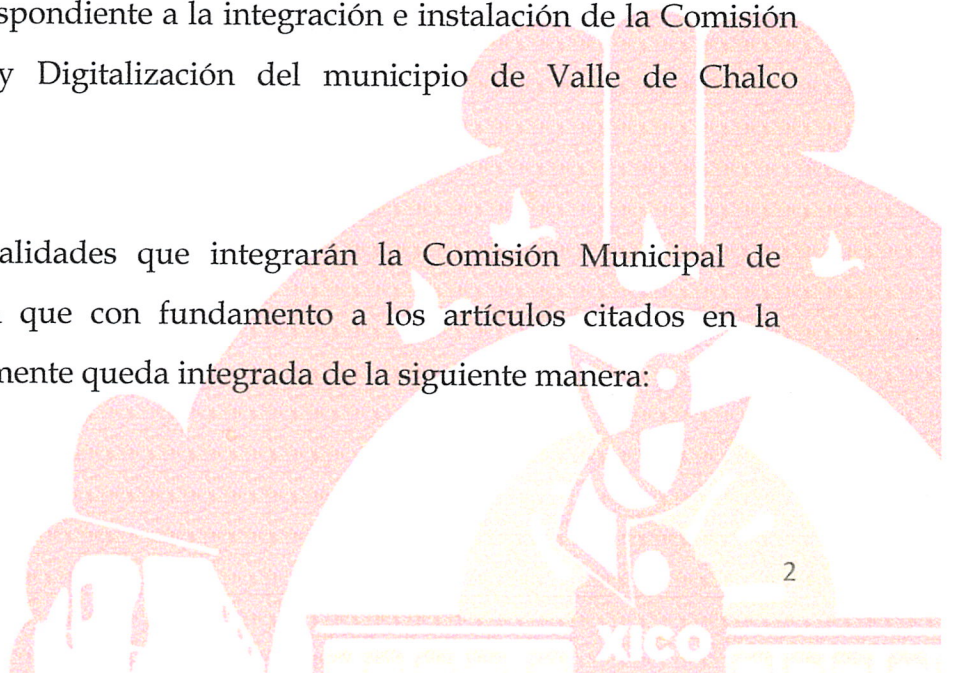 spondiente a la integración e instalación de la Comisión
y Digitalización del municipio de Valle de Chalco
alidades que integrarán la Comisión Municipal de
que con fundamento a los artículos citados en la
mente queda integrada de la siguiente manera:
2
XICO